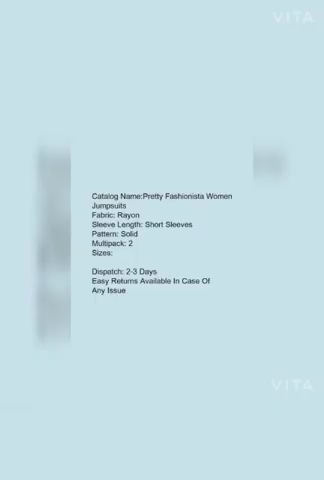 VITA
Catalog Name:Pretty Fashionista Women
Jumpsuits
Fabric: Rayon
Sleeve Length: Short Sleeves
Pattern: Solid
Multipack: 2
Sizes:
Dispatch: 2-3 Days
Easy Returns Available In Case Of
Any Issue
VITA